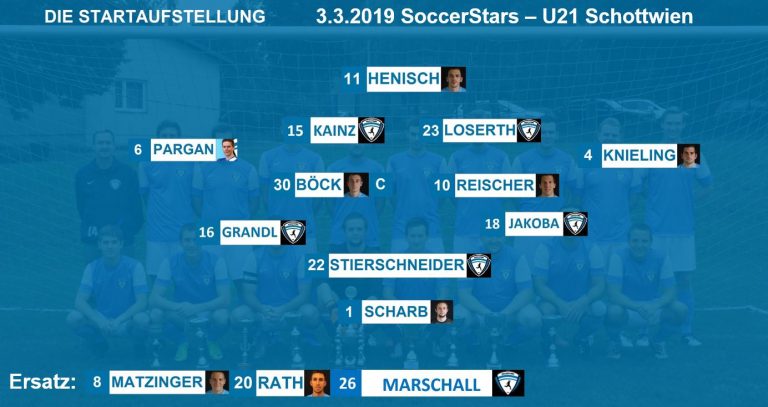 DIE STARTAUFSTELLUNG 3.3.2019 SoccerStars – U21 Schottwien
11 HENISCH
15 KAINZ 23 LOSERTH
6 PARGAN 4 KNIELING
30 BÖCK C 10 REISCHER
16 GRANDL 18 JAKOBA
22 STIERSCHNEIDER
1 SCHARB
Ersatz: 8 MATZINGER 20 RATH 26 MARSCHALL